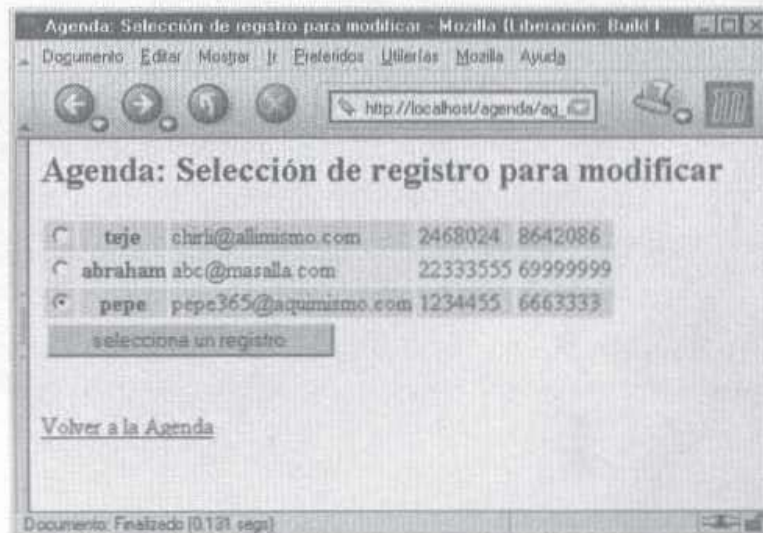 Agenda: Selección de registro para modificar - Mozilla {Liberación: Build I
Documento Editar Mostrar Ir Preferidos Utilerías Mozilla Ayuda
http://localhost/agenda/ag_
Agenda: Selección de registro para modificar
teje chirli@allimismo.com 2468024 8642086
abraham abc@masalla.com 22333555 69999999
pepe pepe365@aquimismo.com 1234455 6663333
selecciona un registro
Volver a la Agenda
Documento: Finalizado (0.131 segs)